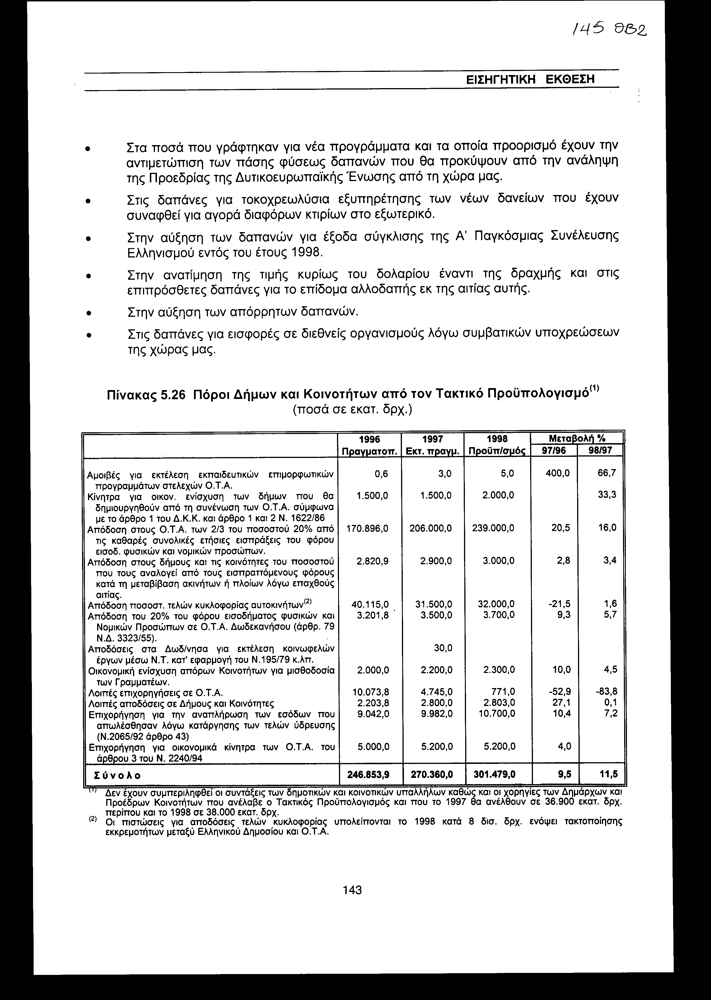 145 ΘΒ2
ΕΙΣΗΓΗΤΙΚΗ ΕΚΘΕΣΗ
• Στα ποσά που γράφτηκαν για νέα προγράμματα και τα οποία προορισμό έχουν την
αντιμετώπιση των πάσης φύσεως δαπανών που θα προκύψουν από την ανάληψη
της Προεδρίας της Δυτικοευρωπαϊκής Ένωσης από τη χώρα μας.
• Στις δαπάνες για τοκοχρεωλύσια εξυπηρέτησης των νέων δανείων που έχουν
συναφθεί για αγορά διαφόρων κτιρίων στο εξωτερικό.
• Στην αύξηση των δαπανών για έξοδα σύγκλισης της Α' Παγκόσμιας Συνέλευσης
Ελληνισμού εντός του έτους 1998.
• Στην ανατίμηση της τιμής κυρίως του δολαρίου έναντι της δραχμής και στις
επιπρόσθετες δαπάνες για το επίδομα αλλοδαπής εκ της αιτίας αυτής.
• Στην αύξηση των απόρρητων δαπανών.
• Στις δαπάνες για εισφορές σε διεθνείς οργανισμούς λόγω συμβατικών υποχρεώσεων
της χώρας μας.
Πίνακας 5.26 Πόροι Δήμων και Κοινοτήτων από τον Τακτικό Προϋπολογισμό(1)
(ποσά σε εκατ. δρχ.)
1996 1997 1998 Μεταβολή %
Πραγματοπ. Εκτ. πραγμ. Προϋπ/σμός 97/96 98/97
Αμοιβές για εκτέλεση εκπαιδευτικών επιμορφωτικών 0,6 3,0 5,0 400,0 66,7
προγραμμάτων στελεχών Ο.Τ.Α.
Κίνητρα για οικον. ενίσχυση των δήμων που θα 1.500,0 1.500,0 2.000,0 33,3
δημιουργηθούν από τη συνένωση των Ο.Τ.Α. σύμφωνα
με το άρθρο 1 του Δ.Κ.Κ. και άρθρο 1 και 2 Ν. 1622/86
Απόδοση στους Ο.Τ.Α. των 2/3 του ποσοστού 20% από 170.896,0 206.000,0 239.000,0 20,5 16,0
τις καθαρές συνολικές ετήσιες εισπράξεις του φόρου
εισοδ. φυσικών και νομικών προσώπων.
Απόδοση στους δήμους και τις κοινότητες του ποσοστού 2.820,9 2.900,0 3.000,0 2,8 3,4
που τους αναλογεί από τους εισπραττόμενους φόρους
κατά τη μεταβίβαση ακινήτων ή πλοίων λόγω επαχθούς
αιτίας.
Απόδοση ποσοστ. τελών κυκλοφορίας αυτοκινήτων(2) 40.115,0 31.500,0 32.000,0 -21,5 1,6
Απόδοση του 20% του φόρου εισοδήματος φυσικών και 3.201,8 3.500,0 3.700,0 9,3 5,7
Νομικών Προσώπων σε Ο.Τ.Α. Δωδεκανήσου (άρθρ. 79
Ν.Δ. 3323/55).
Αποδόσεις στα Δωδ/νησα για εκτέλεση κοινωφελών 30,0
έργων μέσω Ν.Τ. κατ' εφαρμογή του Ν.195/79 κ.λπ.
Οικονομική ενίσχυση απόρων Κοινοτήτων για μισθοδοσία 2.000,0 2.200,0 2.300,0 10,0 4,5
των Γραμματέων.
Λοιπές επιχορηγήσεις σε Ο.Τ.Α. 10.073,8 4.745,0 771,0 -52,9 -83,8
Λοιπές αποδόσεις σε Δήμους και Κοινότητες 2.203,8 2.800,0 2.803,0 27,1 0,1
Επιχορήγηση για την αναπλήρωση των εσόδων που 9.042,0 9.982,0 10.700,0 10,4 7,2
απωλέσθησαν λόγω κατάργησης των τελών ύδρευσης
(Ν.2065/92 άρθρο 43)
Επιχορήγηση για οικονομικά κίνητρα των Ο.Τ.Α. του 5.000,0 5.200,0 5.200,0 4,0
άρθρου 3 του Ν. 2240/94
Σύνολο 246.853,9 270.360,0 301.479,0 9,5 11,5
(1) Δεν έχουν συμπεριληφθεί οι συντάξεις των δημοτικών και κοινοτικών υπαλλήλων καθώς και οι χορηγίες των Δημάρχων και
Προέδρων Κοινοτήτων που ανέλαβε ο Τακτικός Προϋπολογισμός και που το 1997 θα ανέλθουν σε 36.900 εκατ. δρχ.
περίπου και το 1998 σε 38.000 εκατ. δρχ.
(2) Οι πιστώσεις για αποδόσεις τελών κυκλοφορίας υπολείπονται το 1998 κατά 8 δισ. δρχ. ενόψει τακτοποίησης
εκκρεμοτήτων μεταξύ Ελληνικού Δημοσίου και Ο.Τ.Α.
143